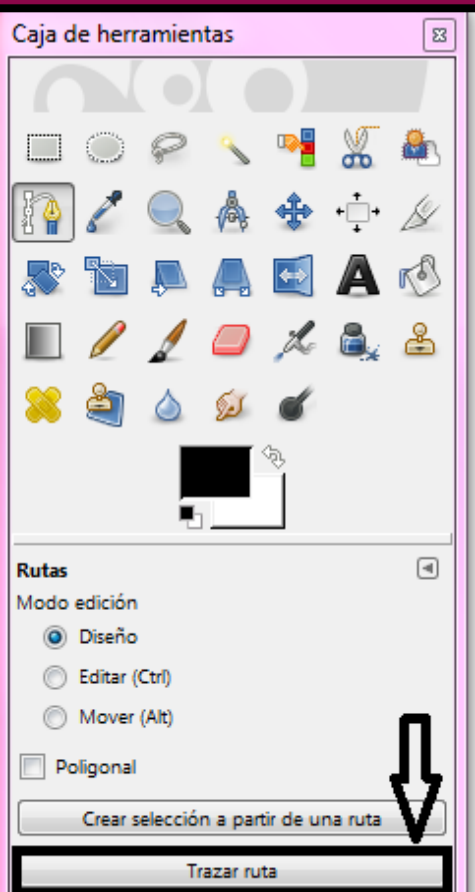 Caja de herramientas
Rutas
Modo edición
Diseño
Editar (Ctrl)
Mover (Alt)
Poligonal
Crear selección a partir de una ruta
Trazar ruta